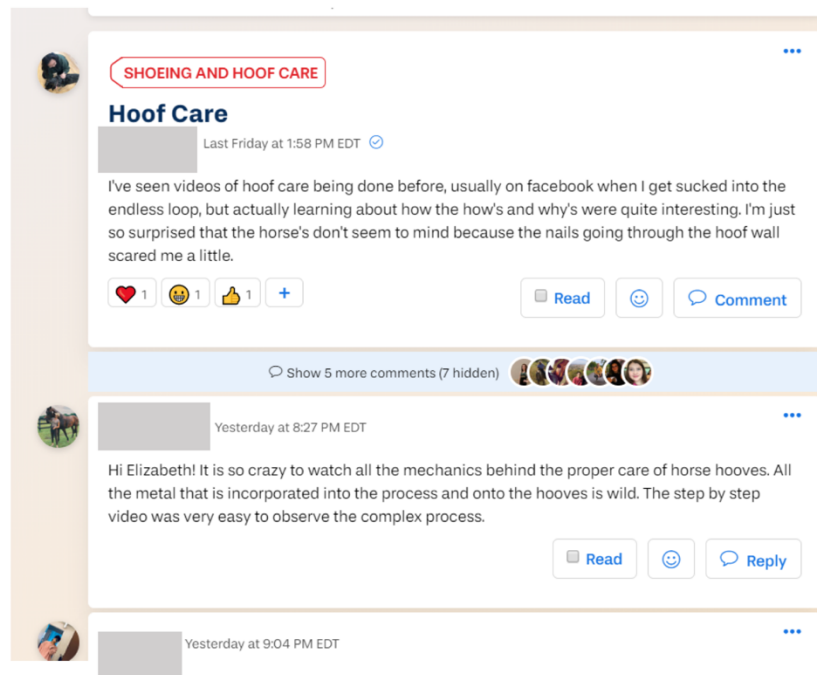 SHOEING AND HOOF CARE
Hoof Care
Last Friday at 1:58 PM EDT
I've seen videos of hoof care being done before, usually on facebook when I get sucked into the
endless loop, but actually learning about how the how's and why's were quite interesting. I'm just
so surprised that the horse's don't seem to mind because the nails going through the hoof wall
scared me a little.
1 1 1 + Read Comment
Show 5 more comments (7 hidden)
Yesterday at 8:27 PM EDT
Hi Elizabeth! It is so crazy to watch all the mechanics behind the proper care of horse hooves. All
the metal that is incorporated into the process and onto the hooves is wild. The step by step
video was very easy to observe the complex process.
Read Reply
Yesterday at 9:04 PM EDT